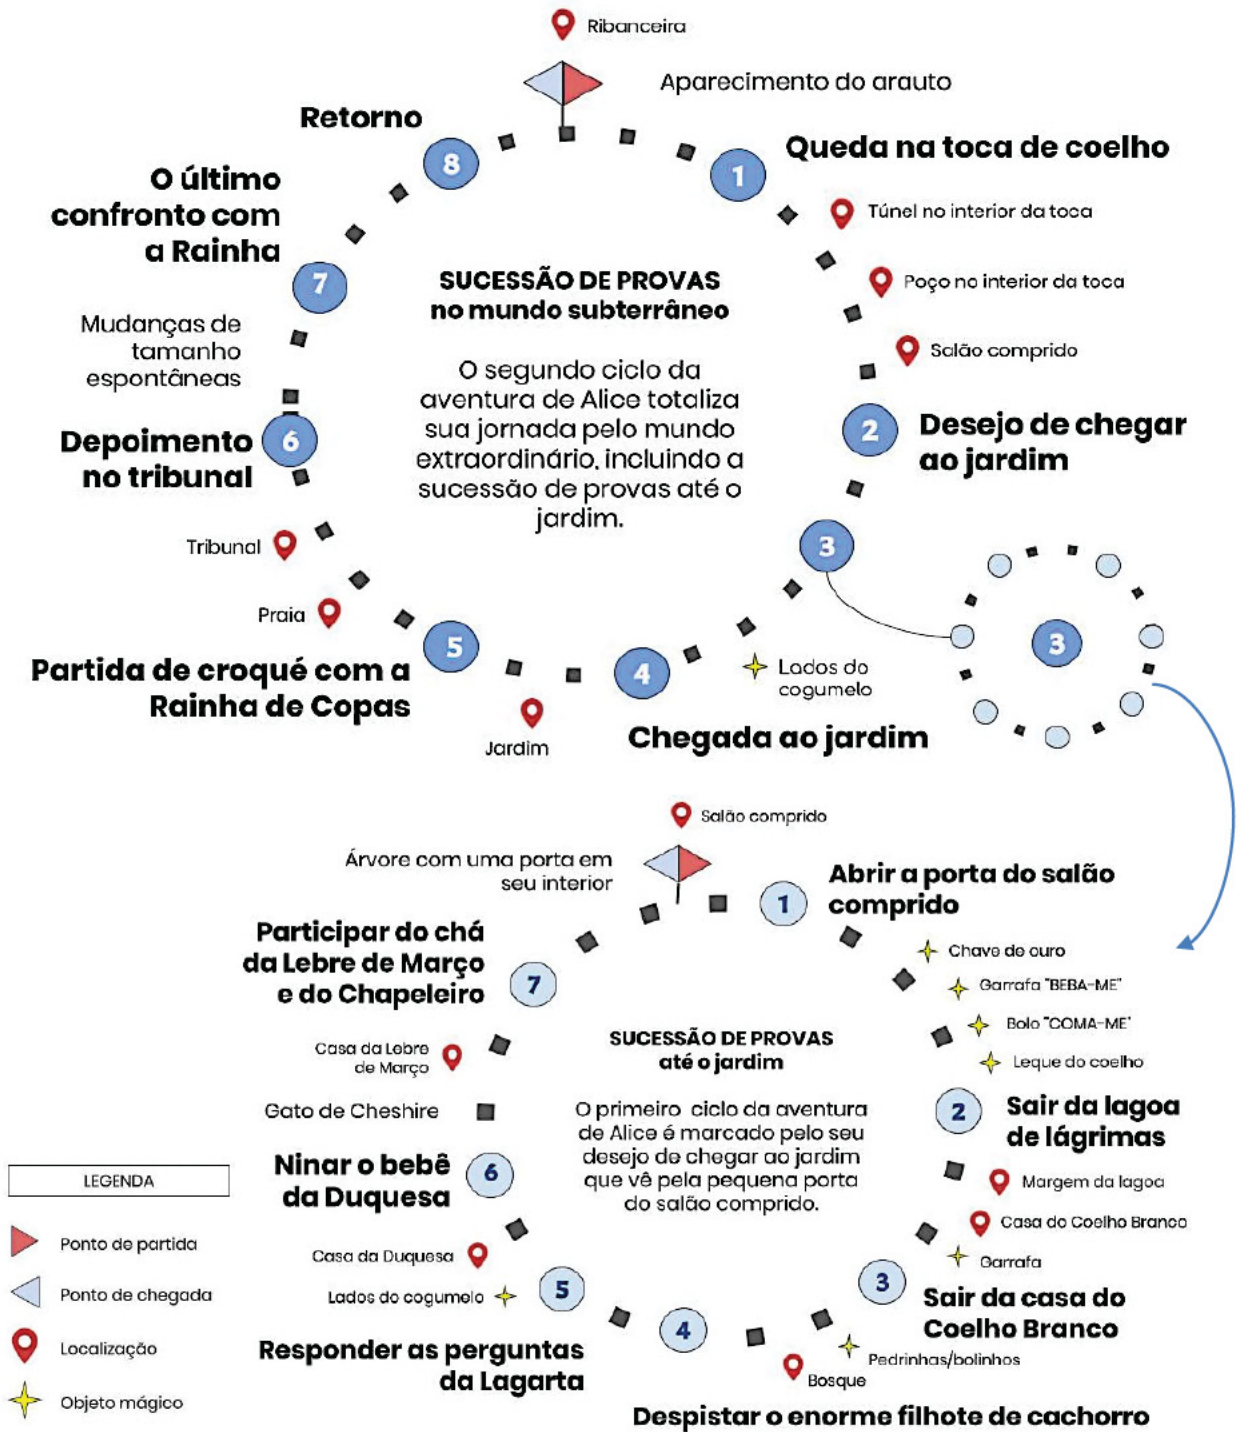 Ribanceira
Aparecimento do arauto
Retorno
8
1
Queda na toca de coelho
Túnel no interior da toca
Poço no interior da toca
Salão comprido
O último
confronto com
a Rainha
7
SUCESSÃO DE PROVAS
no mundo subterrâneo
Mudanças de
tamanho
espontâneas
O segundo ciclo da
aventura de Alice totaliza
sua jornada pelo mundo
extraordinário, incluindo a
sucessão de provas até o
jardim.
2
Desejo de chegar
ao jardim
Depoimento
no tribunal
6
3
3
Tribunal
Praia
Partida de croqué com a
Rainha de Copas
5
4
Lados do
cogumelo
Jardim
Chegada ao jardim
Salão comprido
Árvore com uma porta em
seu interior
1
Abrir a porta do salão
comprido
Chave de ouro
Garrafa "BEBA-ME"
Bolo "COMA-ME"
Leque do coelho
Participar do chá
da Lebre de Março
e do Chapeleiro
7
Casa da Lebre
de Março
Gato de Cheshire
SUCESSÃO DE PROVAS
até o jardim
O primeiro ciclo da aventura
de Alice é marcado pelo seu
desejo de chegar ao jardim
que vê pela pequena porta
do salão comprido.
2
Sair da lagoa
de lágrimas
Margem da lagoa
Casa do Coelho Branco
Garrafa
Ninar o bebê
da Duquesa
6
Casa da Duquesa
Lados do cogumelo
5
Responder as perguntas
da Lagarta
4
3
Sair da casa do
Coelho Branco
Pedrinhas/bolinhos
Bosque
Despistar o enorme filhote de cachorro
LEGENDA
Ponto de partida
Ponto de chegada
Localização
Objeto mágico